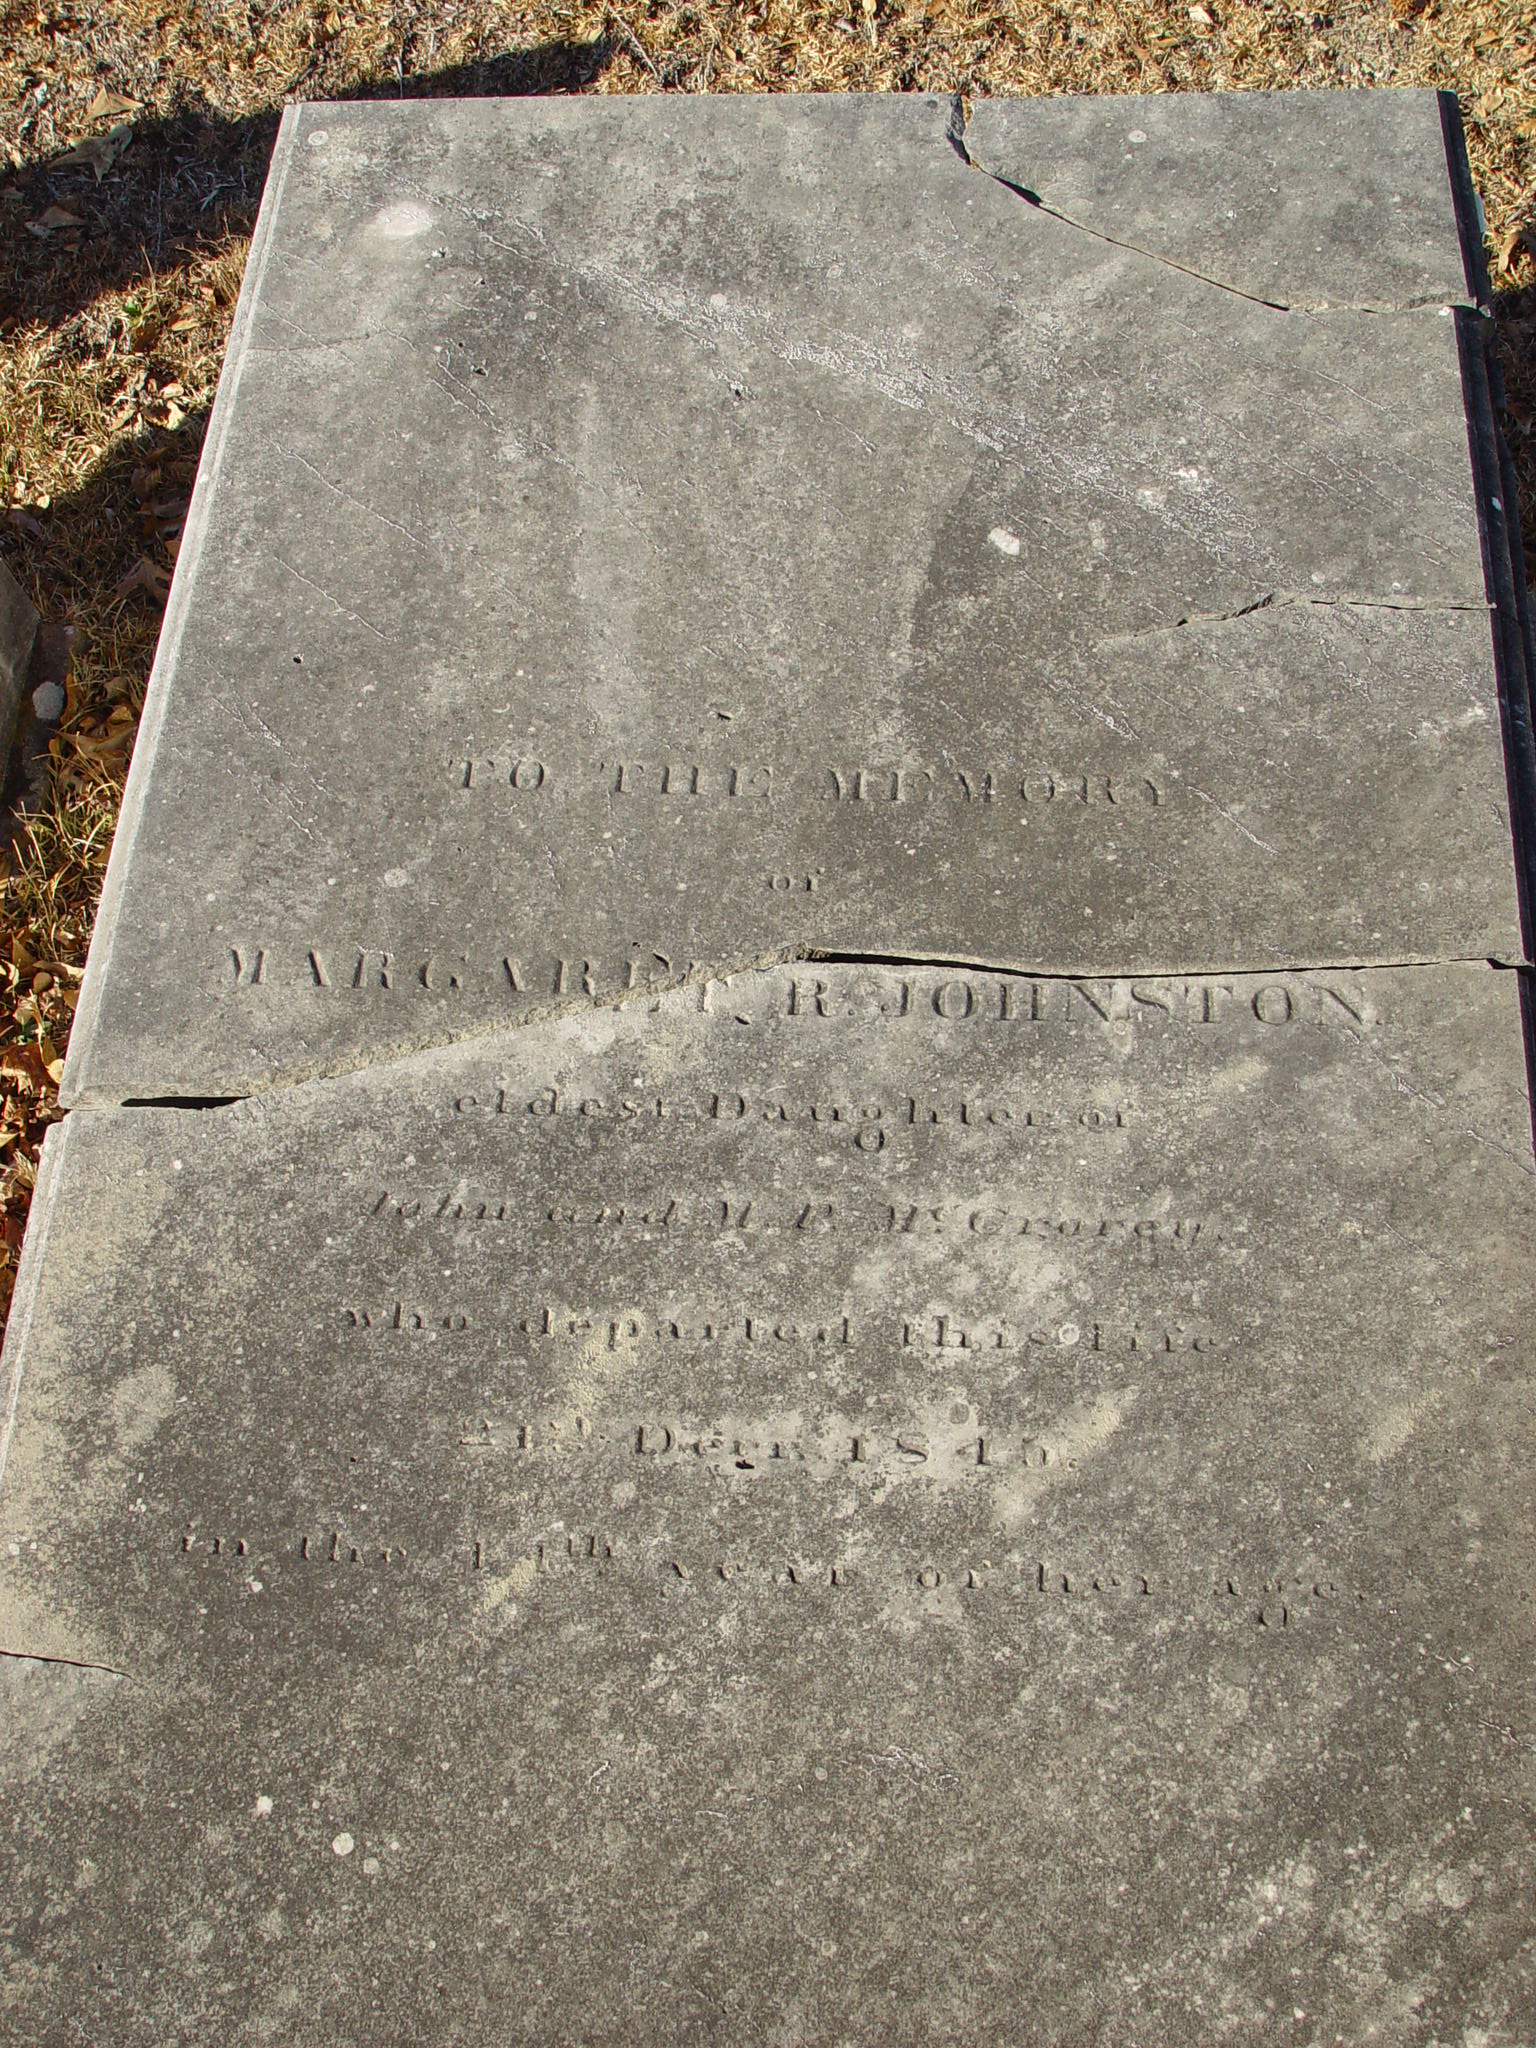 TO THE MEMORY
of
MARGARET R. JOHNSTON.
eldest Daughter of
John and M. P. McCrorey.
who departed this life
Decr. 1845.
in the year of her age.